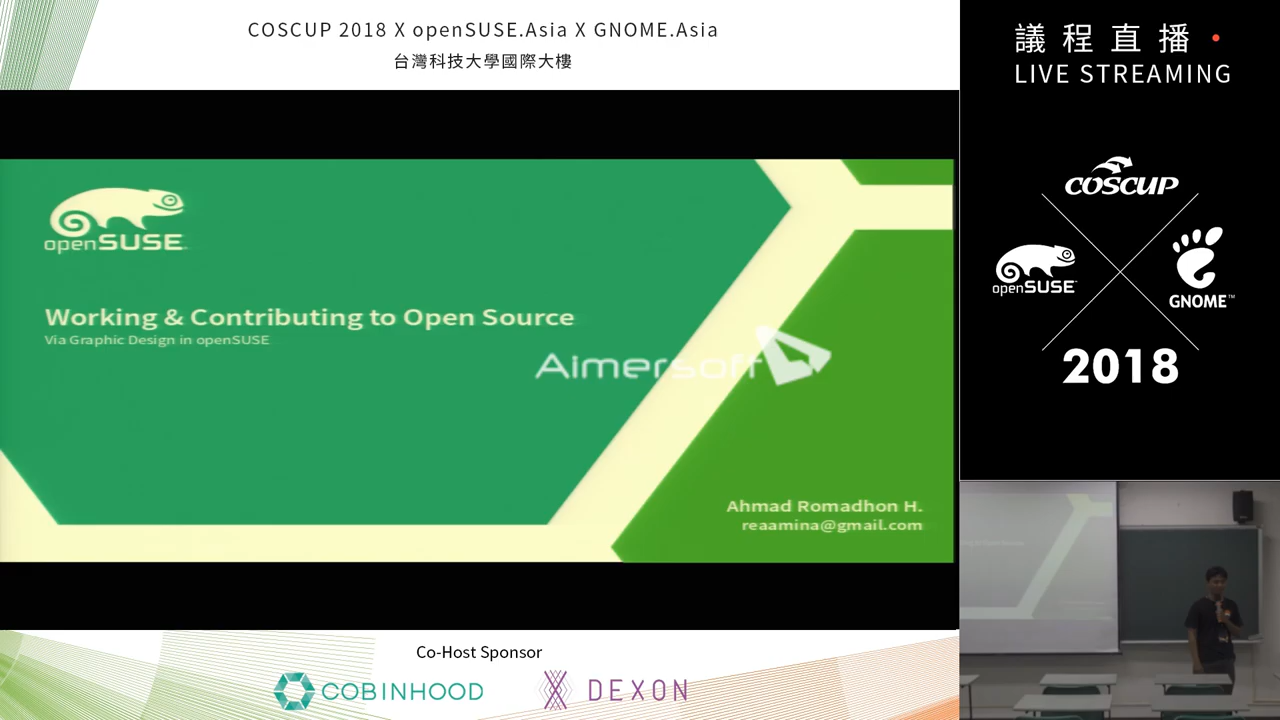 COSCUP 2018 X openSUSE.Asia X GNOME.Asia
台灣科技大學國際大樓
議程直播
LIVE STREAMING
COSCUP
openSUSE
GNOME™
2018
openSUSE
Working & Contributing to Open Source
Via Graphic Design in openSUSE
Aimersoft
Ahmad Romadhon H.
reaamina@gmail.com
Co-Host Sponsor
COBINHOOD
DEXON